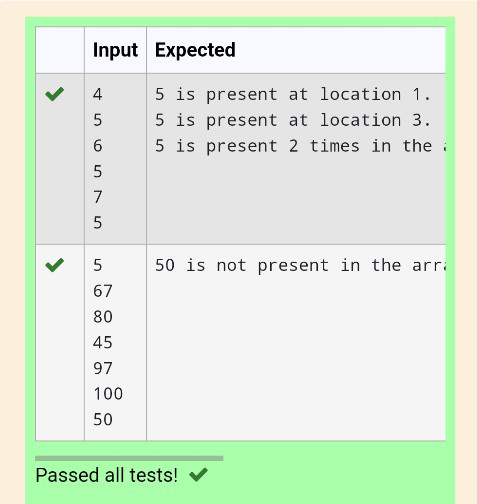 Input Expected
4 5 is present at location 1.
5 5 is present at location 3.
6 5 is present 2 times in the
5
7
5
5 50 is not present in the
67
80
45
97
100
50
Passed all tests!